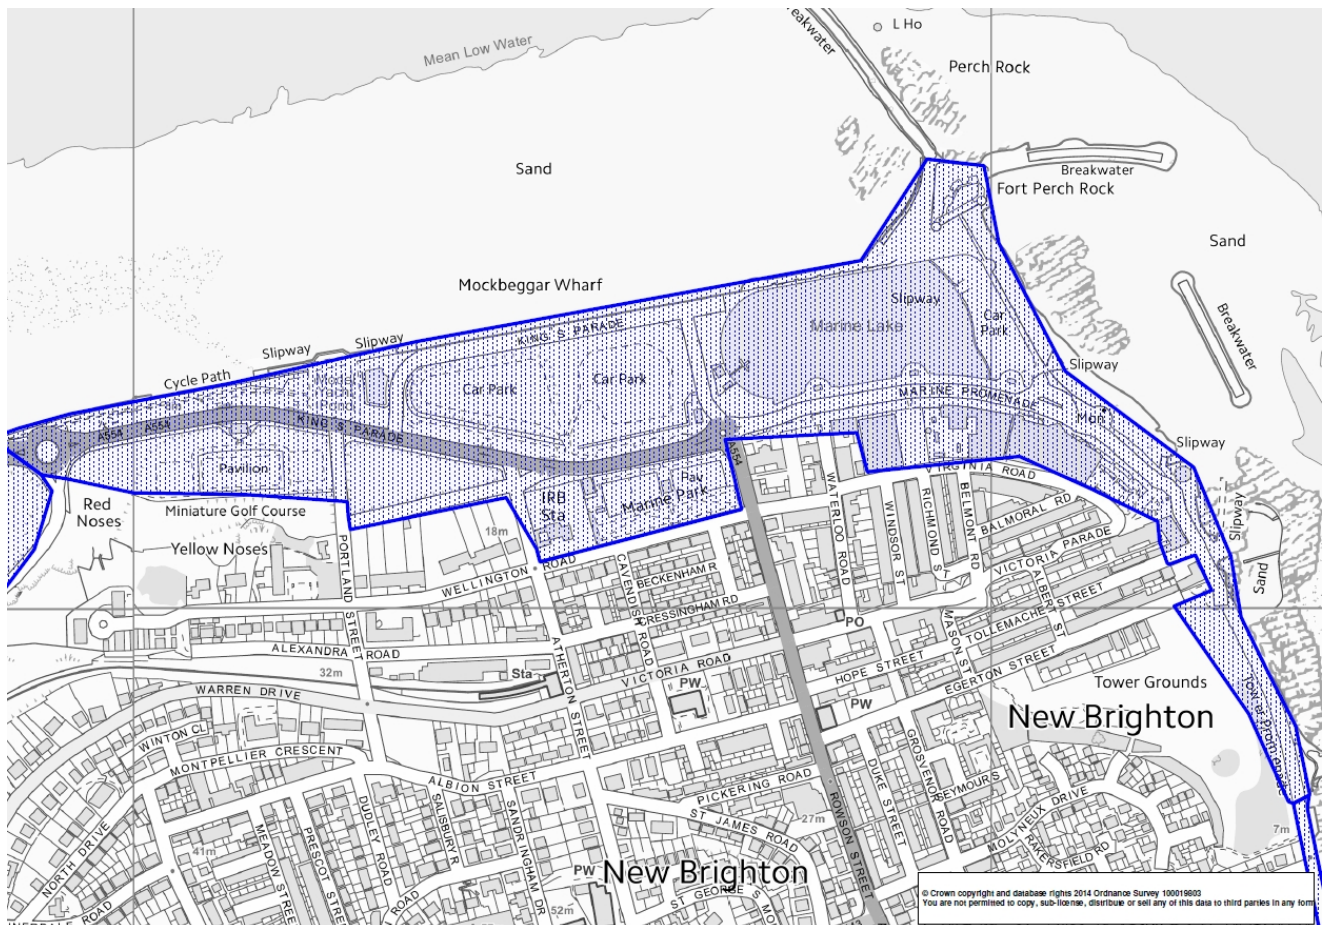 Breakwater
L Ho
Mean Low Water
Perch Rock
Sand
Breakwater
Fort Perch Rock
Sand
Mockbeggar Wharf
Breakwater
Slipway
KING'S PARADE
Marine Lake
Car
Park
Slipway
Slipway
Slipway
Cycle Path
Car Park
Car Park
MARINE PROMENADE
Mon
A554
A554
KING'S PARADE
A554
Slipway
Pavilion
VIRGINIA ROAD
Red
Noses
Miniature Golf Course
IRB
Sta
Pav
Marine Park
Slipway
Yellow Noses
18m
WATERLOO ROAD
WINDSOR ST
RICHMOND ST
BELMONT RD
BALMORAL RD
VICTORIA PARADE
ALBERT ST
Sand
PORTLAND STREET
WELLINGTON ROAD
CAVENDISH ROAD
BECKENHAM R
CRESSINGHAM RD
PO
MASON ST
TOLLEMACHE STREET
ALEXANDRA ROAD
ATHERTON STREET
VICTORIA ROAD
HOPE STREET
EGERTON STREET
32m
Sta
PW
PW
Tower Grounds
Tower Promenade
WARREN DRIVE
New Brighton
WINTON CL
MONTPELLIER CRESCENT
ALBION STREET
PICKERING ROAD
DUKE STREET
GROSVENOR ROAD
SEYMOUR S
MOLYNEUX DRIVE
RAKERSFIELD RD
7m
NORTH DRIVE
MEADOW STREET
PRESCOT STREET
DUDLEY ROAD
SALISBURY R
SANDRINGHAM DR
ST JAMES ROAD
27m
ROWSON STREET
41m
PW
New Brighton
ST GEORGE'S
52m
ROAD
ROAD
© Crown copyright and database rights 2014 Ordnance Survey 100019803
You are not permitted to copy, sub-license, distribute or sell any of this data to third parties in any form